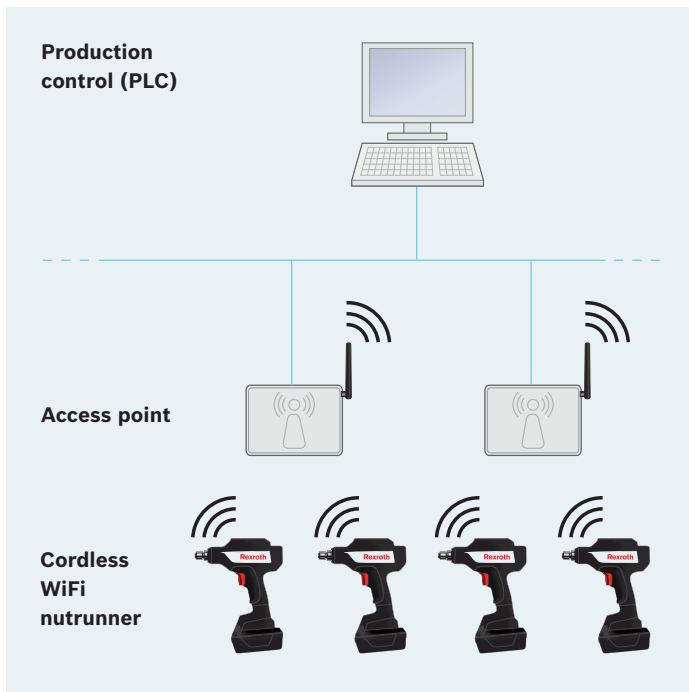 Production
control (PLC)
Access point
Rexroth
Rexroth
Rexroth
Rexroth
Cordless
WiFi
nutrunner